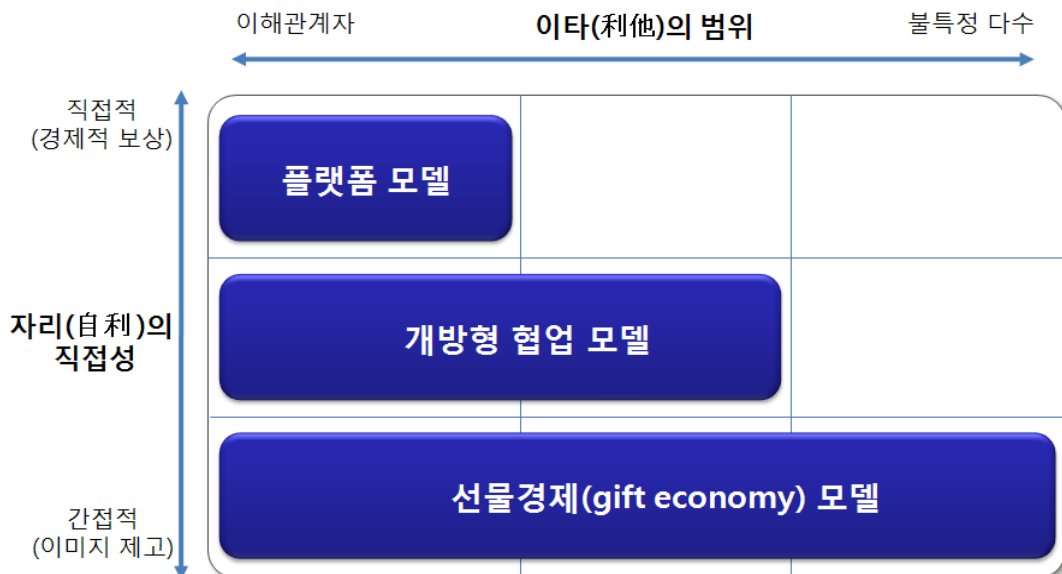 이해관계자 이타(利他)의 범위 불특정 다수
직접적
(경제적 보상)
플랫폼 모델
자리(自利)의
직접성
개방형 협업 모델
선물경제(gift economy) 모델
간접적
(이미지 제고)